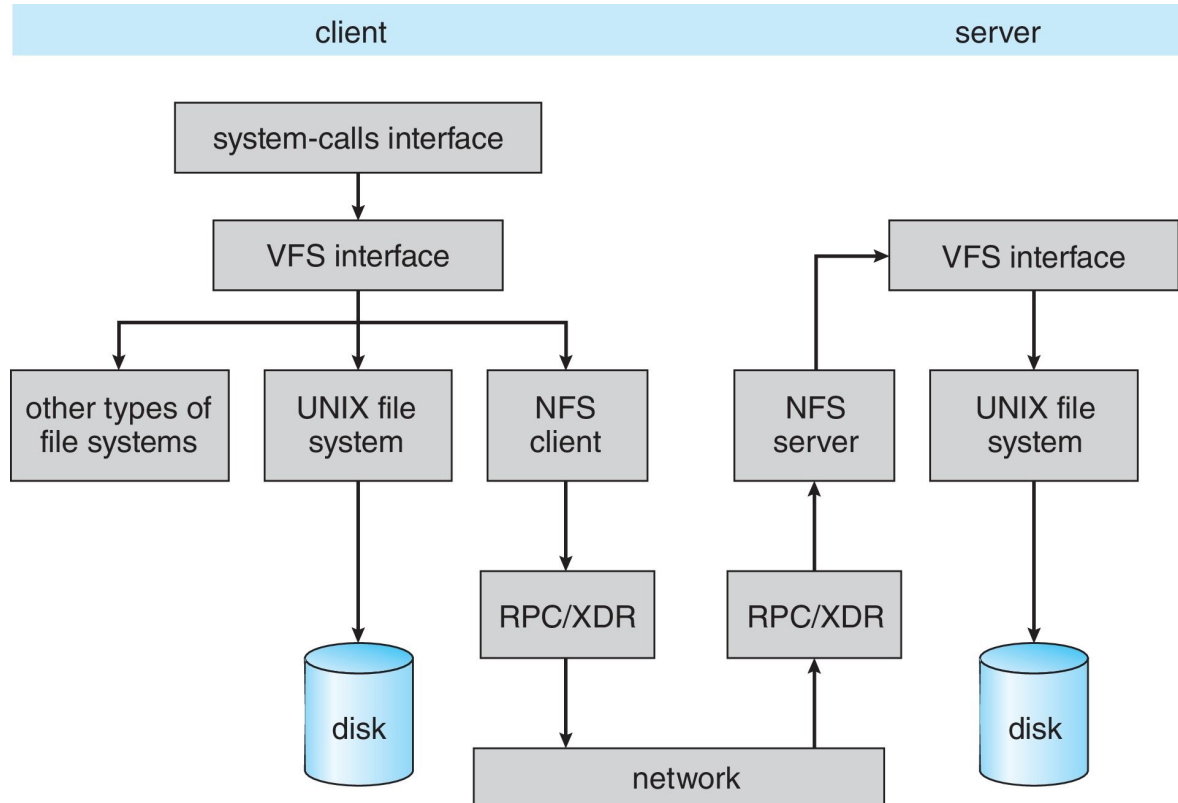 client
server
system-calls interface
VFS interface
VFS interface
other types of
file systems
UNIX file
system
NFS
client
NFS
server
UNIX file
system
RPC/XDR
RPC/XDR
disk
disk
network